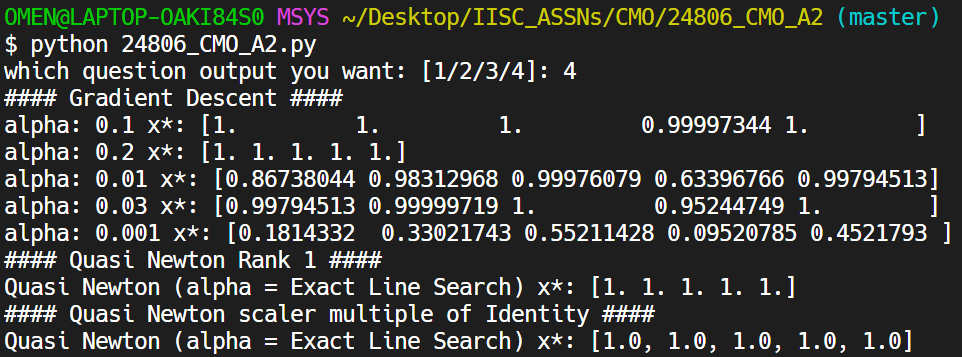 OMEN@LAPTOP-OAKI84S0 MSYS ~/Desktop/IISC_ASSNs/CMO/24806_CMO_A2 (master)
$ python 24806_CMO_A2.py
which question output you want: [1/2/3/4]: 4
#### Gradient Descent ####
alpha: 0.1 x*: [1.         1.         1.         0.99997344 1.        ]
alpha: 0.2 x*: [1. 1. 1. 1. 1.]
alpha: 0.01 x*: [0.86738044 0.98312968 0.99976079 0.63396766 0.99794513]
alpha: 0.03 x*: [0.99794513 0.99999719 1.         0.95244749 1.        ]
alpha: 0.001 x*: [0.1814332  0.33021743 0.55211428 0.09520785 0.4521793 ]
#### Quasi Newton Rank 1 ####
Quasi Newton (alpha = Exact Line Search) x*: [1. 1. 1. 1. 1.]
#### Quasi Newton scaler multiple of Identity ####
Quasi Newton (alpha = Exact Line Search) x*: [1.0, 1.0, 1.0, 1.0, 1.0]